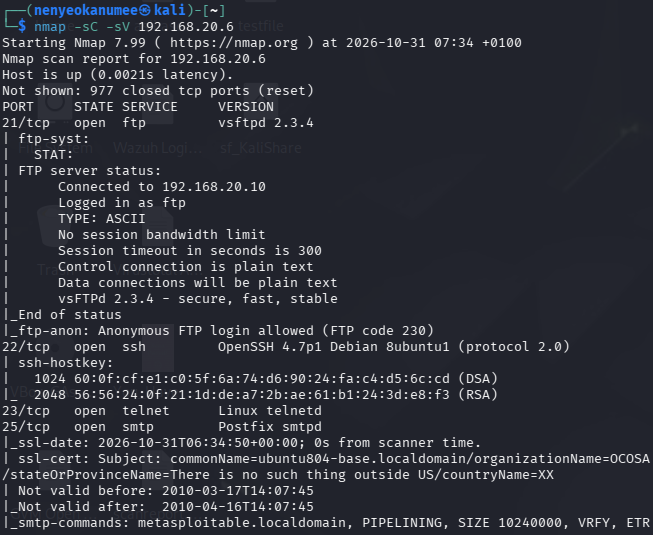 ┌──(nenyeokanumee㉿kali)-[~]
└─$ nmap -sC -sV 192.168.20.6
Starting Nmap 7.99 ( https://nmap.org ) at 2026-10-31 07:34 +0100
Nmap scan report for 192.168.20.6
Host is up (0.0021s latency).
Not shown: 977 closed tcp ports (reset)
PORT     STATE SERVICE     VERSION
21/tcp   open  ftp         vsftpd 2.3.4
| ftp-syst:
|   STAT:
| FTP server status:
|      Connected to 192.168.20.10
|      Logged in as ftp
|      TYPE: ASCII
|      No session bandwidth limit
|      Session timeout in seconds is 300
|      Control connection is plain text
|      Data connections will be plain text
|      vsFTPd 2.3.4 - secure, fast, stable
|_End of status
|_ftp-anon: Anonymous FTP login allowed (FTP code 230)
22/tcp   open  ssh         OpenSSH 4.7p1 Debian 8ubuntu1 (protocol 2.0)
| ssh-hostkey:
|   1024 60:0f:cf:e1:c0:5f:6a:74:d6:90:24:fa:c4:d5:6c:cd (DSA)
|_  2048 56:56:24:0f:21:1d:de:a7:2b:ae:61:b1:24:3d:e8:f3 (RSA)
23/tcp   open  telnet      Linux telnetd
25/tcp   open  smtp        Postfix smtpd
|_ssl-date: 2026-10-31T06:34:50+00:00; 0s from scanner time.
| ssl-cert: Subject: commonName=ubuntu804-base.localdomain/organizationName=OCOSA
/stateOrProvinceName=There is no such thing outside US/countryName=XX
| Not valid before: 2010-03-17T14:07:45
|_Not valid after:  2010-04-16T14:07:45
|_smtp-commands: metasploitable.localdomain, PIPELINING, SIZE 10240000, VRFY, ETR
Wazuh Logi...
sf_KaliShare